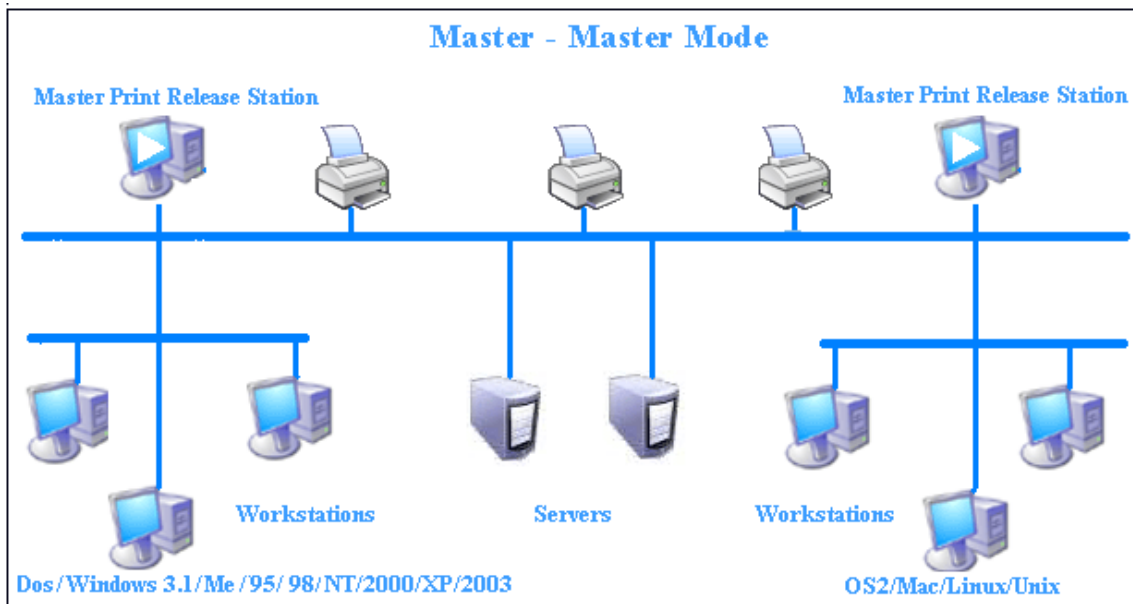 Master - Master Mode
Master Print Release Station
Master Print Release Station
Workstations
Servers
Workstations
Dos/Windows 3.1/Me/95/98/NT/2000/XP/2003
OS2/Mac/Linux/Unix